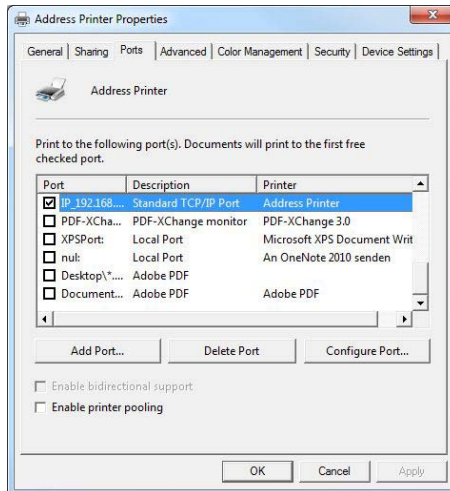 Address Printer Properties
General Sharing Ports Advanced Color Management Security Device Settings
Address Printer
Print to the following port(s). Documents will print to the first free
checked port.
Port Description Printer
IP_192.168.... Standard TCP/IP Port Address Printer
PDF-XCha... PDF-XChange monitor PDF-XChange 3.0
XPSPort: Local Port Microsoft XPS Document Writ
nul: Local Port An OneNote 2010 senden
Desktop\*.... Adobe PDF
Document... Adobe PDF Adobe PDF
Add Port... Delete Port Configure Port...
Enable bidirectional support
Enable printer pooling
OK Cancel Apply